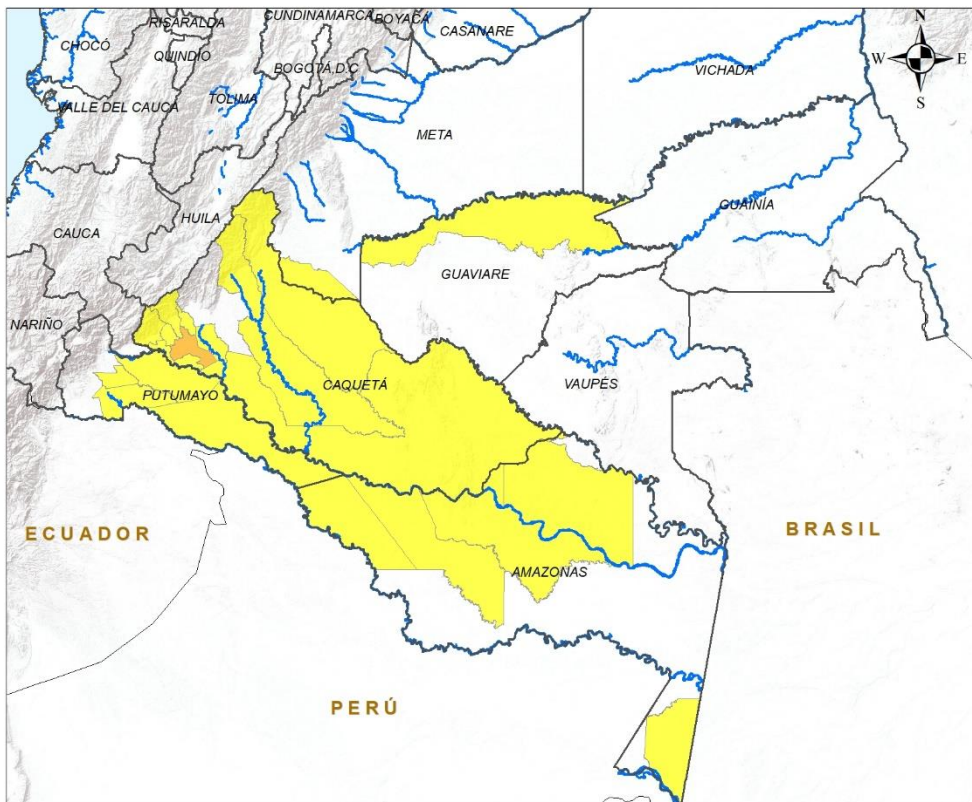 CUNDINAMARCA
BOYACÁ
RISARALDA
CASANARE
N
CHOCÓ
QUINDÍO
BOGOTÁ, D.C
W
E
VICHADA
S
VALLE DEL CAUCA
TOLIMA
META
HUILA
GUAINÍA
CAUCA
GUAVIARE
NARIÑO
VAUPÉS
CAQUETÁ
PUTUMAYO
ECUADOR
BRASIL
AMAZONAS
PERÚ